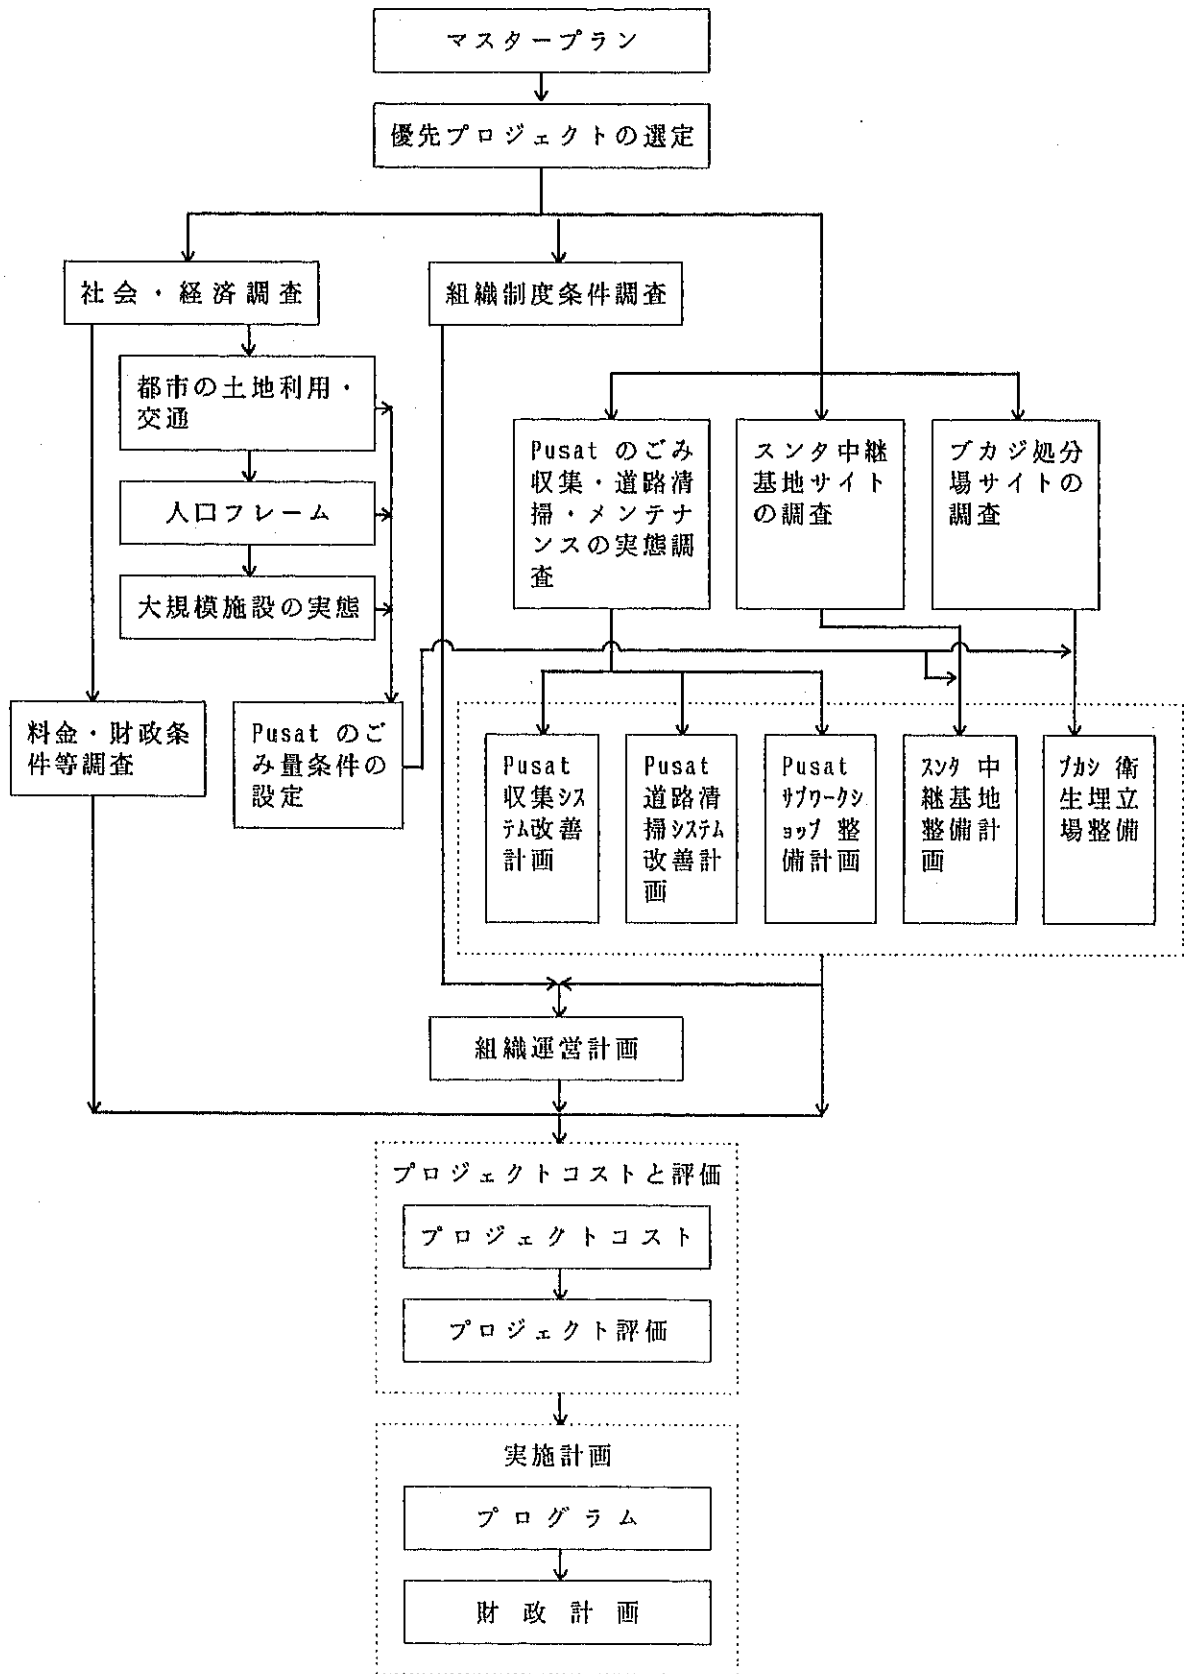 マスタープラン
優先プロジェクトの選定
社会・経済調査
組織制度条件調査
都市の土地利用・
交通
人口フレーム
大規模施設の実態
Pusat のごみ
収集・道路清
掃・メンテナ
ンスの実態調
査
スンタ中継
基地サイト
の調査
ブカジ処分
場サイトの
調査
料金・財政条
件等調査
Pusat のご
み量条件の
設定
Pusat
収集シス
テム改善
計画
Pusat
道路清
掃システム
改善計
画
Pusat
サブワークシ
ョップ 整
備計画
スンタ 中
継基地
整備計
画
ブカシ 衛
生埋立
場整備
組織運営計画
プロジェクトコストと評価
プロジェクトコスト
プロジェクト評価
実施計画
プログラム
財政計画